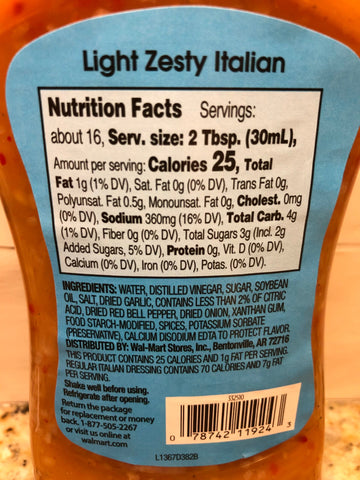 Light Zesty Italian
Nutrition Facts Servings:
about 16, Serv. size: 2 Tbsp. (30mL),
Amount per serving: Calories 25, Total
Fat 1g (1% DV), Sat. Fat 0g (0% DV), Trans Fat 0g,
Polyunsat. Fat 0.5g, Monounsat. Fat 0g, Cholest. 0mg
(0% DV), Sodium 360mg (16% DV), Total Carb. 4g
(1% DV), Fiber 0g (0% DV), Total Sugars 3g (Incl. 2g
Added Sugars, 5% DV), Protein 0g, Vit. D (0% DV),
Calcium (0% DV), Iron (0% DV), Potas. (0% DV).
INGREDIENTS: WATER, DISTILLED VINEGAR, SUGAR, SOYBEAN
OIL, SALT, DRIED GARLIC, CONTAINS LESS THAN 2% OF CITRIC
ACID, DRIED RED BELL PEPPER, DRIED ONION, XANTHAN GUM,
FOOD STARCH-MODIFIED, SPICES, POTASSIUM SORBATE
(PRESERVATIVE), CALCIUM DISODIUM EDTA TO PROTECT FLAVOR.
DISTRIBUTED BY: Wal-Mart Stores, Inc., Bentonville, AR 72716
THIS PRODUCT CONTAINS 25 CALORIES AND 1g FAT PER SERVING.
REGULAR ITALIAN DRESSING CONTAINS 70 CALORIES AND 7g FAT
PER SERVING.
Shake well before using.
Refrigerate after opening.
Return the package
for replacement or money
back. 1-877-505-2267
or visit us online at
walmart.com
532510
0 78742 11924 3
L1367D382B